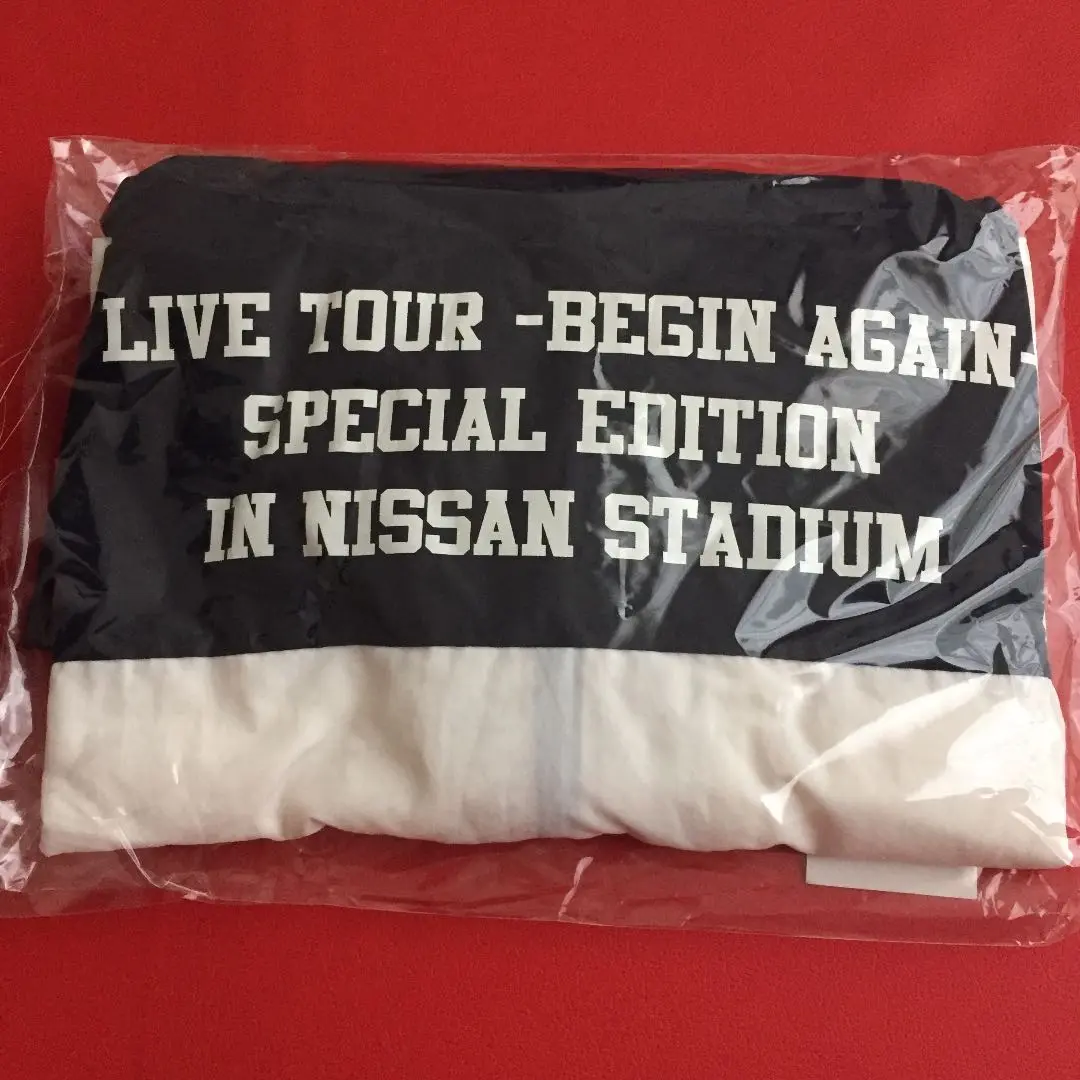 LIVE TOUR -BEGIN AGAIN-
SPECIAL EDITION
IN NISSAN STADIUM